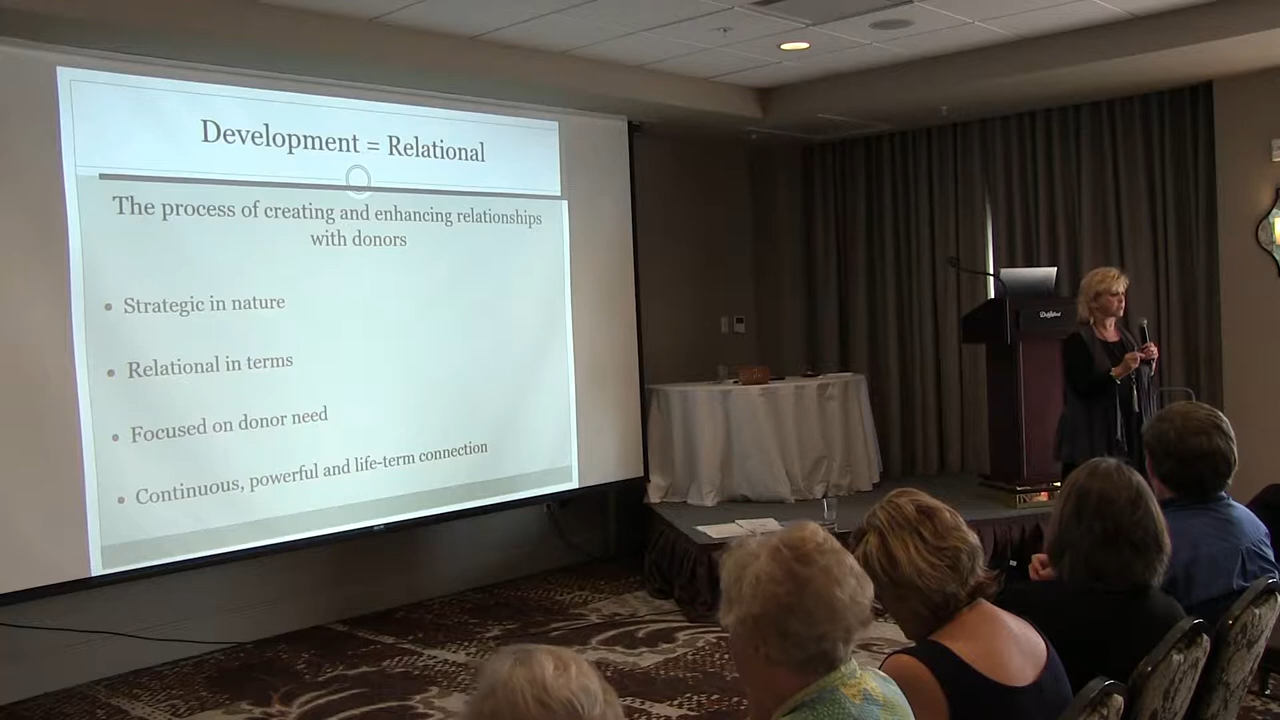 Development = Relational
The process of creating and enhancing relationships
with donors
• Strategic in nature
• Relational in terms
• Focused on donor need
• Continuous, powerful and life-term connection